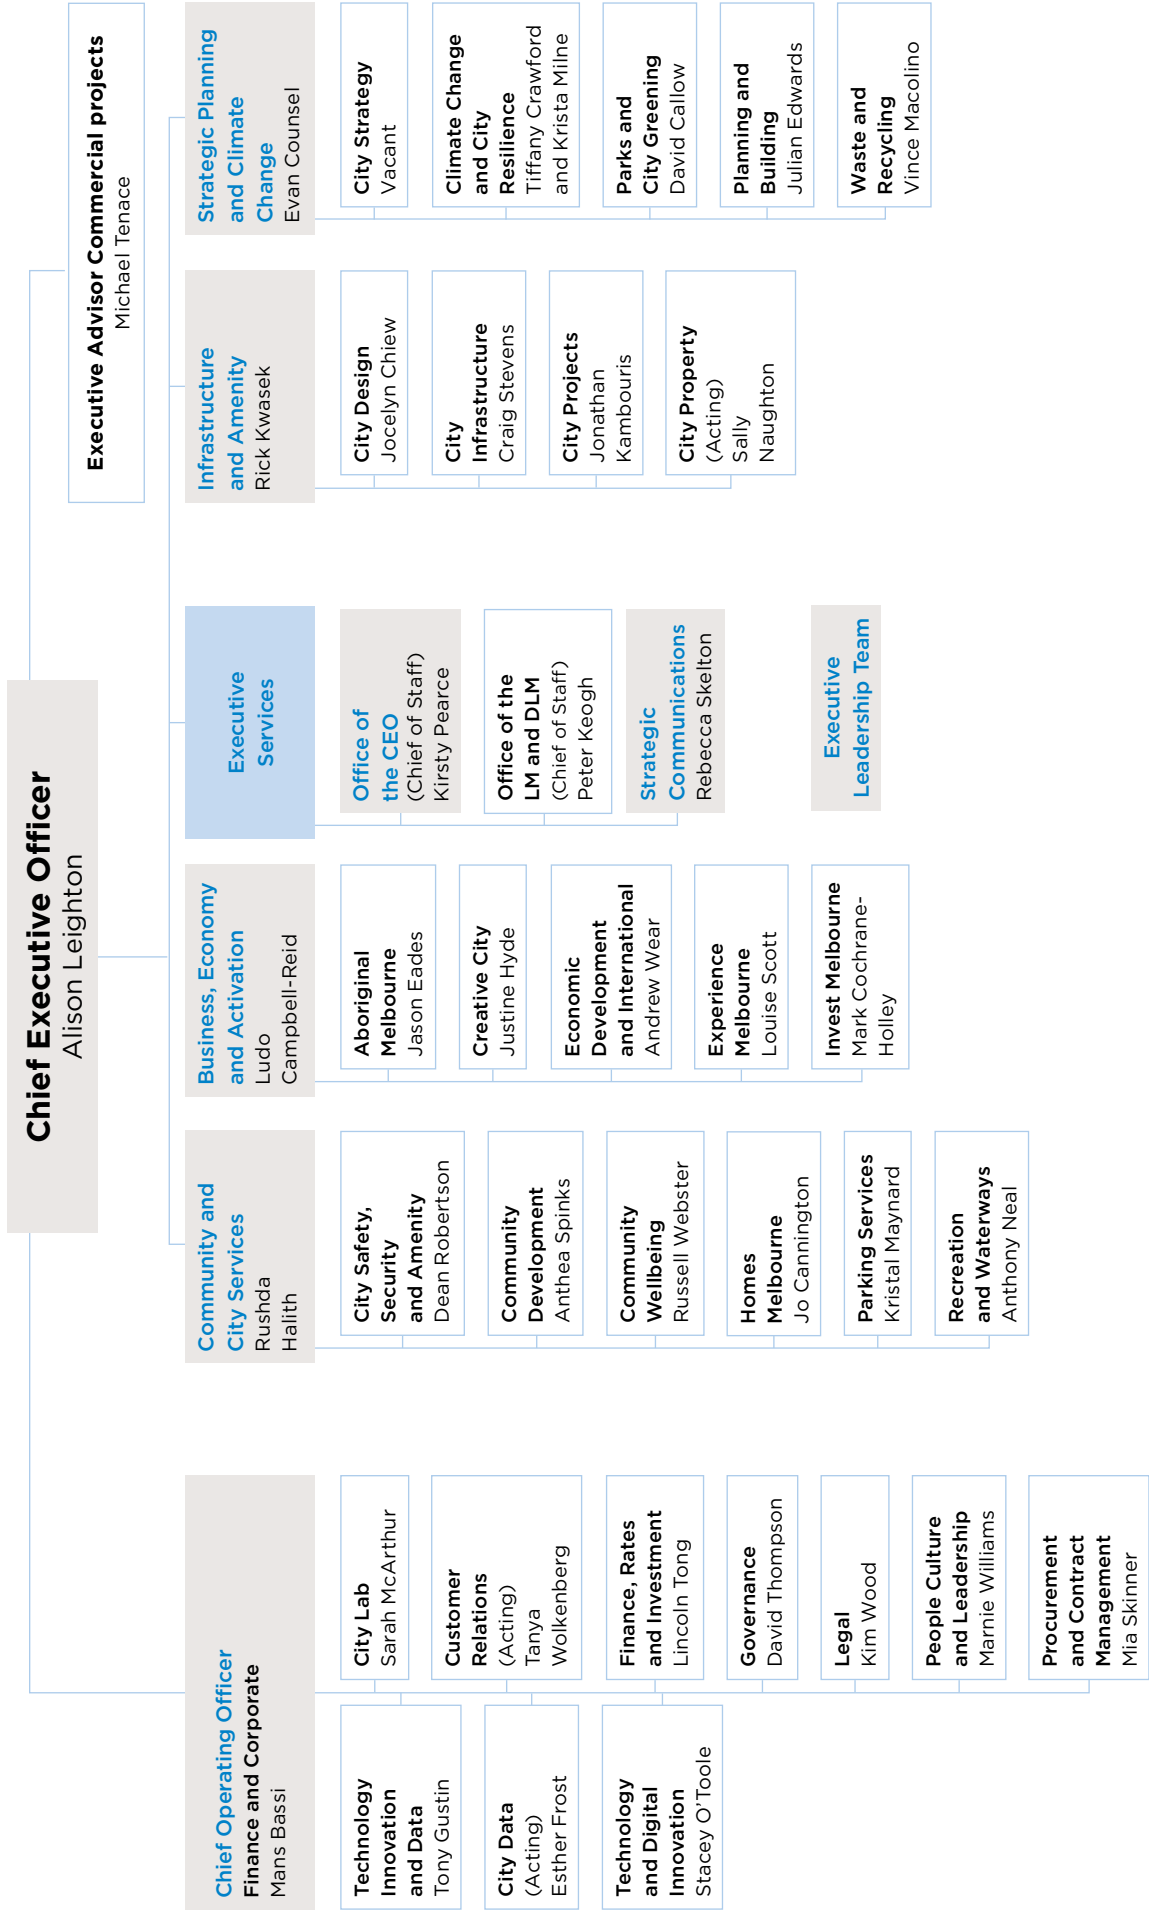 Chief Executive Officer
Alison Leighton
Executive Advisor Commercial projects
Michael Tenace
Chief Operating Officer
Finance and Corporate
Mans Bassi
Technology
Innovation
and Data
Tony Gustin
City Data
(Acting)
Esther Frost
Technology
and Digital
Innovation
Stacey O’Toole
City Lab
Sarah McArthur
Customer
Relations
(Acting)
Tanya
Wolkenberg
Finance, Rates
and Investment
Lincoln Tong
Governance
David Thompson
Legal
Kim Wood
People Culture
and Leadership
Marnie Williams
Procurement
and Contract
Management
Mia Skinner
Community and
City Services
Rushda
Halith
City Safety,
Security
and Amenity
Dean Robertson
Community
Development
Anthea Spinks
Community
Wellbeing
Russell Webster
Homes
Melbourne
Jo Cannington
Parking Services
Kristal Maynard
Recreation
and Waterways
Anthony Neal
Business, Economy
and Activation
Ludo
Campbell-Reid
Aboriginal
Melbourne
Jason Eades
Creative City
Justine Hyde
Economic
Development
and International
Andrew Wear
Experience
Melbourne
Louise Scott
Invest Melbourne
Mark Cochrane-
Holley
Executive
Services
Office of
the CEO
(Chief of Staff)
Kirsty Pearce
Office of the
LM and DLM
(Chief of Staff)
Peter Keogh
Strategic
Communications
Rebecca Skelton
Executive
Leadership Team
Infrastructure
and Amenity
Rick Kwasek
City Design
Jocelyn Chiew
City
Infrastructure
Craig Stevens
City Projects
Jonathan
Kambouris
City Property
(Acting)
Sally
Naughton
Strategic Planning
and Climate
Change
Evan Counsel
City Strategy
Vacant
Climate Change
and City
Resilience
Tiffany Crawford
and Krista Milne
Parks and
City Greening
David Callow
Planning and
Building
Julian Edwards
Waste and
Recycling
Vince Macolino